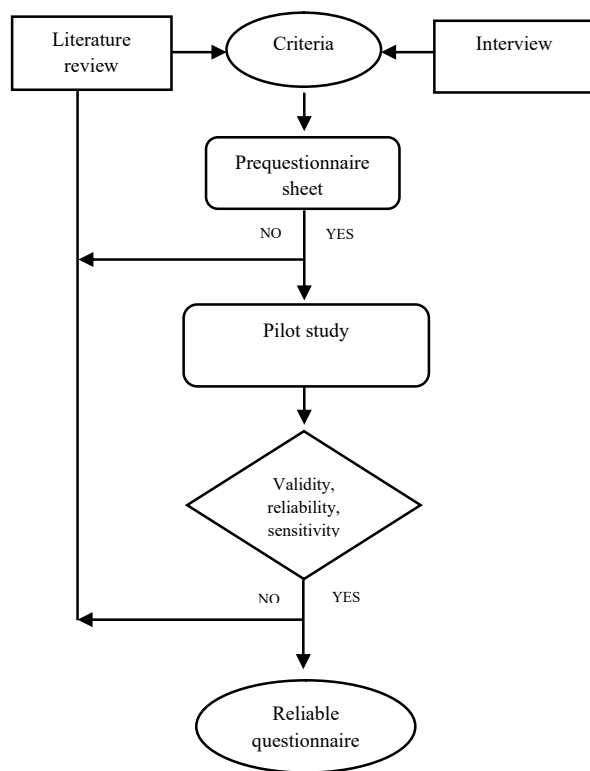 Literature
review
Criteria
Interview
Prequestionnaire
sheet
NO
YES
Pilot study
Validity,
reliability,
sensitivity
NO
YES
Reliable
questionnaire